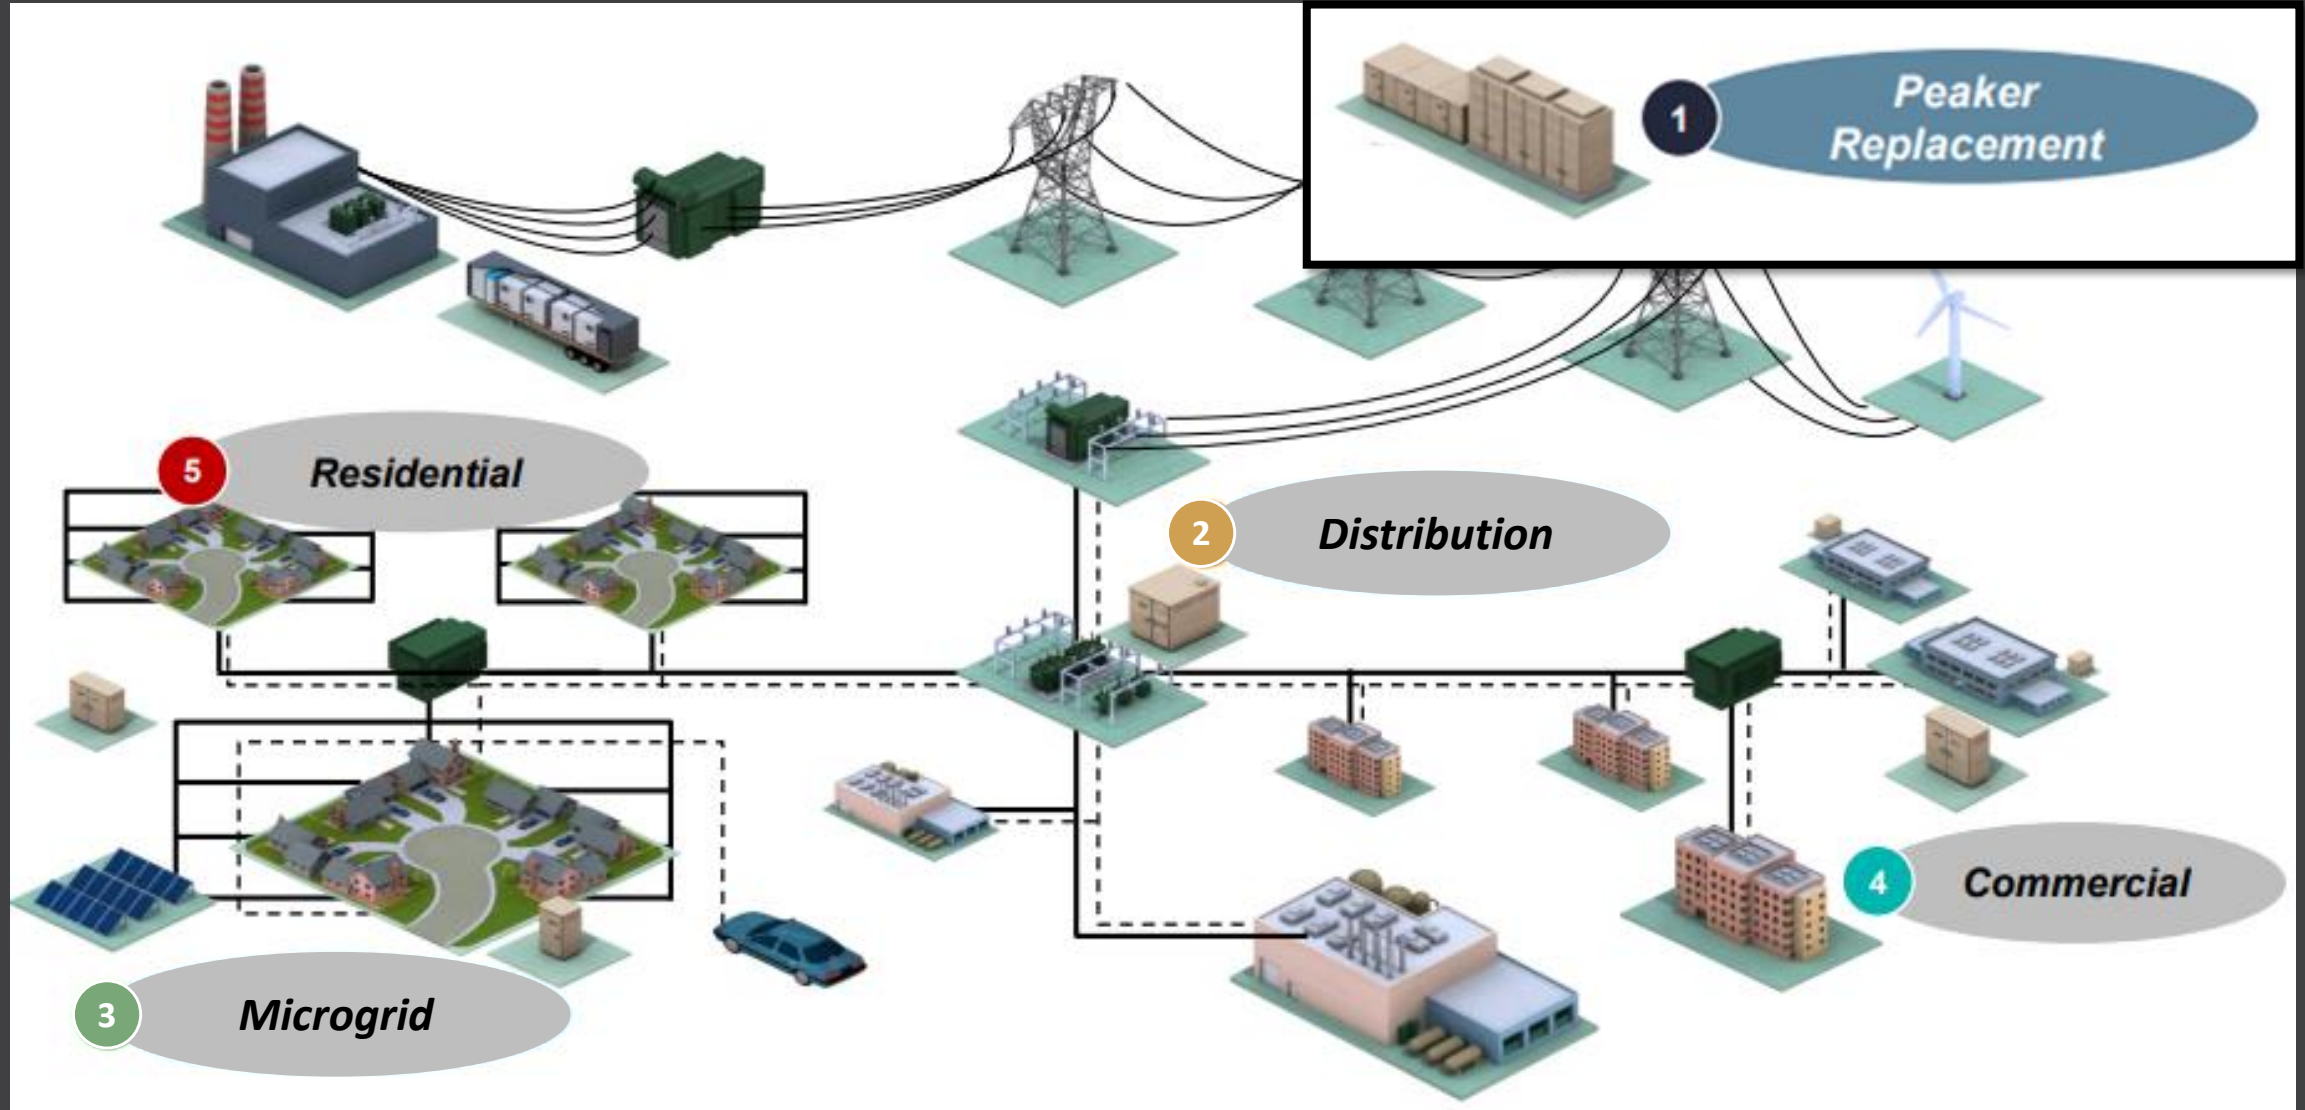 1
Peaker
Replacement
5
Residential
2
Distribution
4
Commercial
3
Microgrid